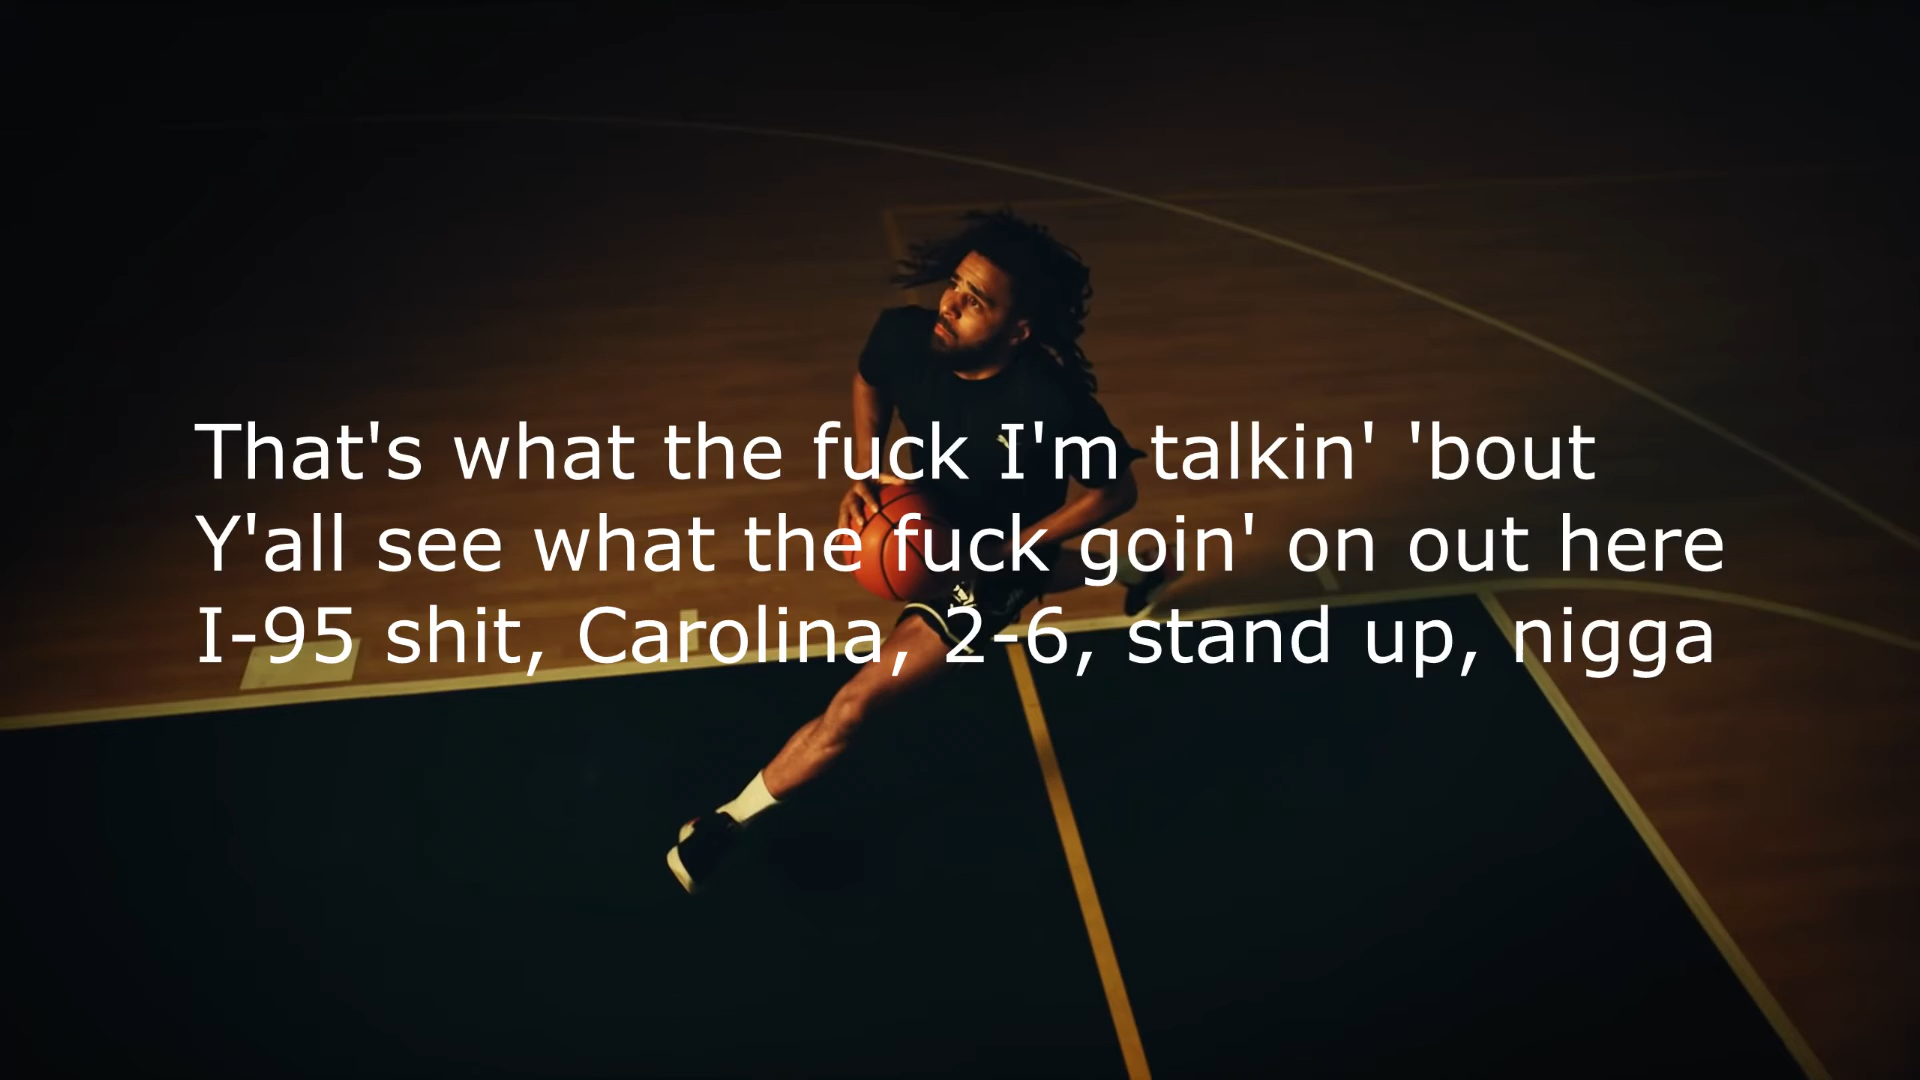 That's what the fuck I'm talkin' 'bout
Y'all see what the fuck goin' on out here
I-95 shit, Carolina, 2-6, stand up, nigga